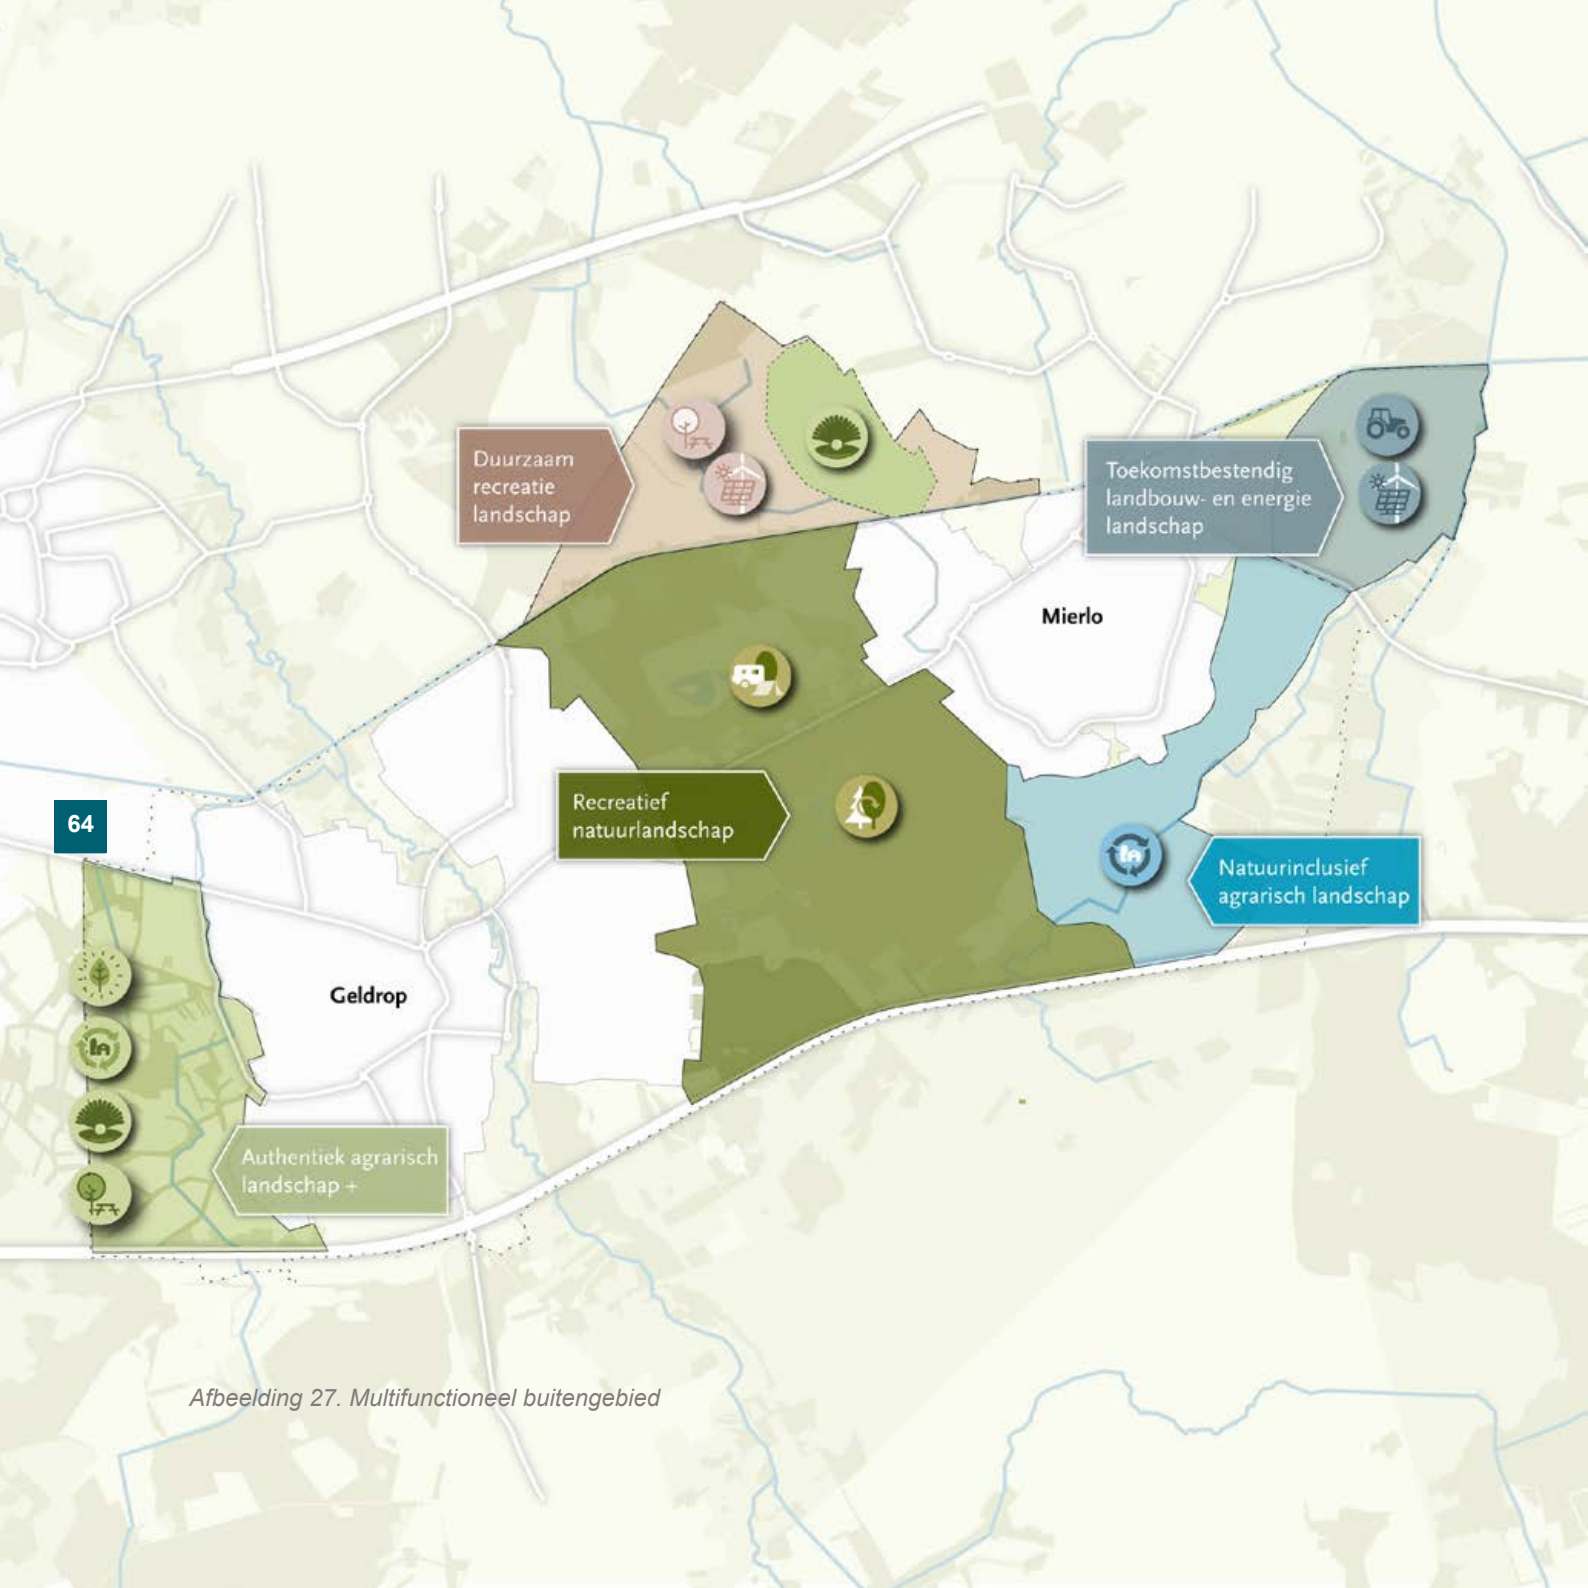 Duurzaam
recreatie
landschap
Toekomstbestendig
landbouw- en energie
landschap
Mierlo
Recreatief
natuurlandschap
64
Natuurinclusief
agrarisch landschap
Geldrop
Authentiek agrarisch
landschap +
Afbeelding 27. Multifunctioneel buitengebied